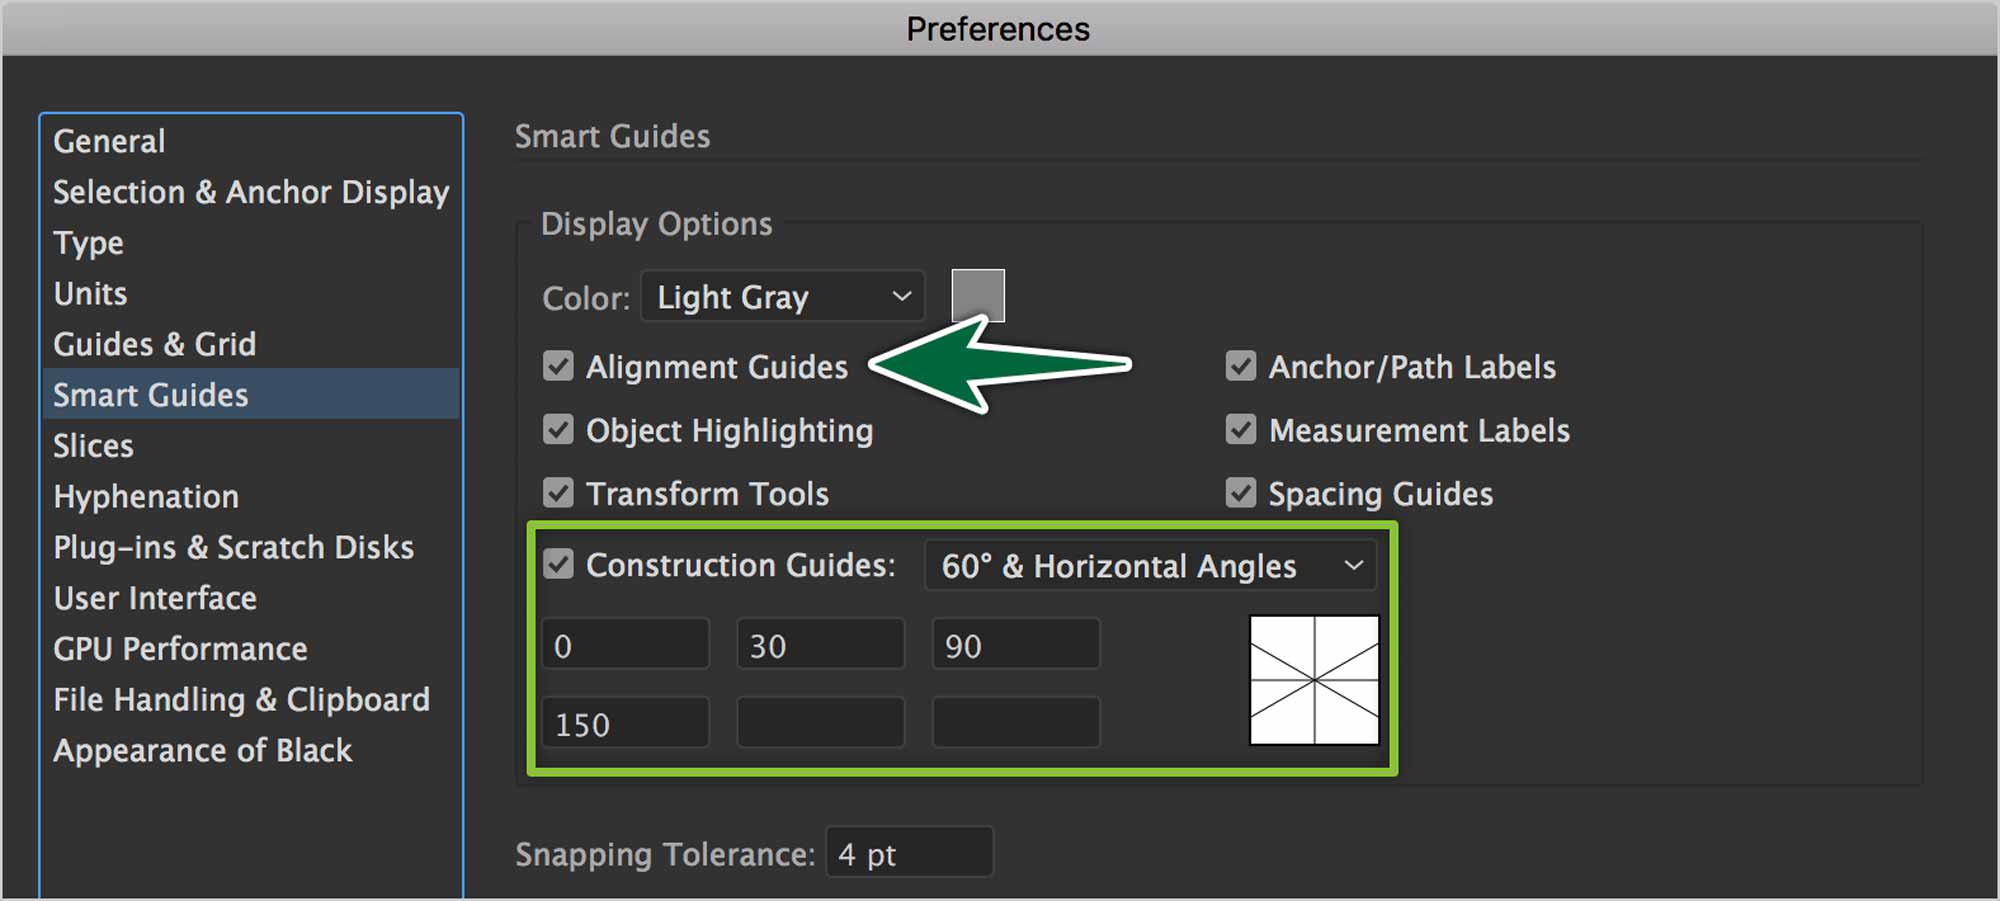 Preferences
General
Selection & Anchor Display
Type
Units
Guides & Grid
Smart Guides
Slices
Hyphenation
Plug-ins & Scratch Disks
User Interface
GPU Performance
File Handling & Clipboard
Appearance of Black
Smart Guides
Display Options
Color: Light Gray
Alignment Guides
Anchor/Path Labels
Object Highlighting
Measurement Labels
Transform Tools
Spacing Guides
Construction Guides: 60° & Horizontal Angles
0 30 90
150
Snapping Tolerance: 4 pt